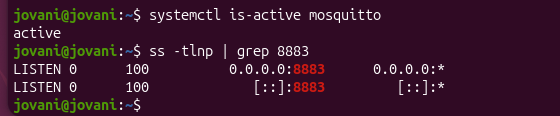 jovani@jovani:~$ systemctl is-active mosquitto
active
jovani@jovani:~$ ss -tlnp | grep 8883
LISTEN 0      100          0.0.0.0:8883      0.0.0.0:*
LISTEN 0      100             [::]:8883         [::]:*
jovani@jovani:~$